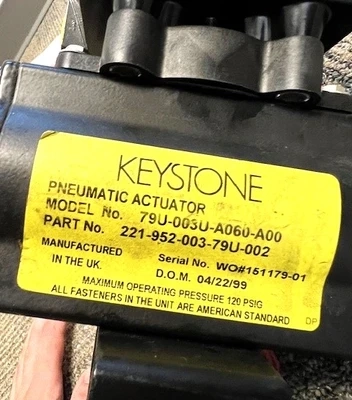 KEYSTONE
PNEUMATIC ACTUATOR
MODEL No. 79U-003U-A060-A00
PART No. 221-952-003-79U-002
MANUFACTURED Serial No. WO#151179-01
IN THE UK. D.O.M. 04/22/99
MAXIMUM OPERATING PRESSURE 120 PSIG
ALL FASTENERS IN THE UNIT ARE AMERICAN STANDARD DP